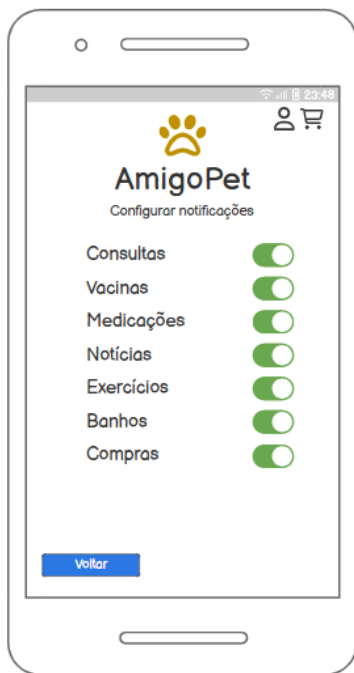 23:48
AmigoPet
Configurar notificações
Consultas
Vacinas
Medicações
Notícias
Exercícios
Banhos
Compras
Voltar